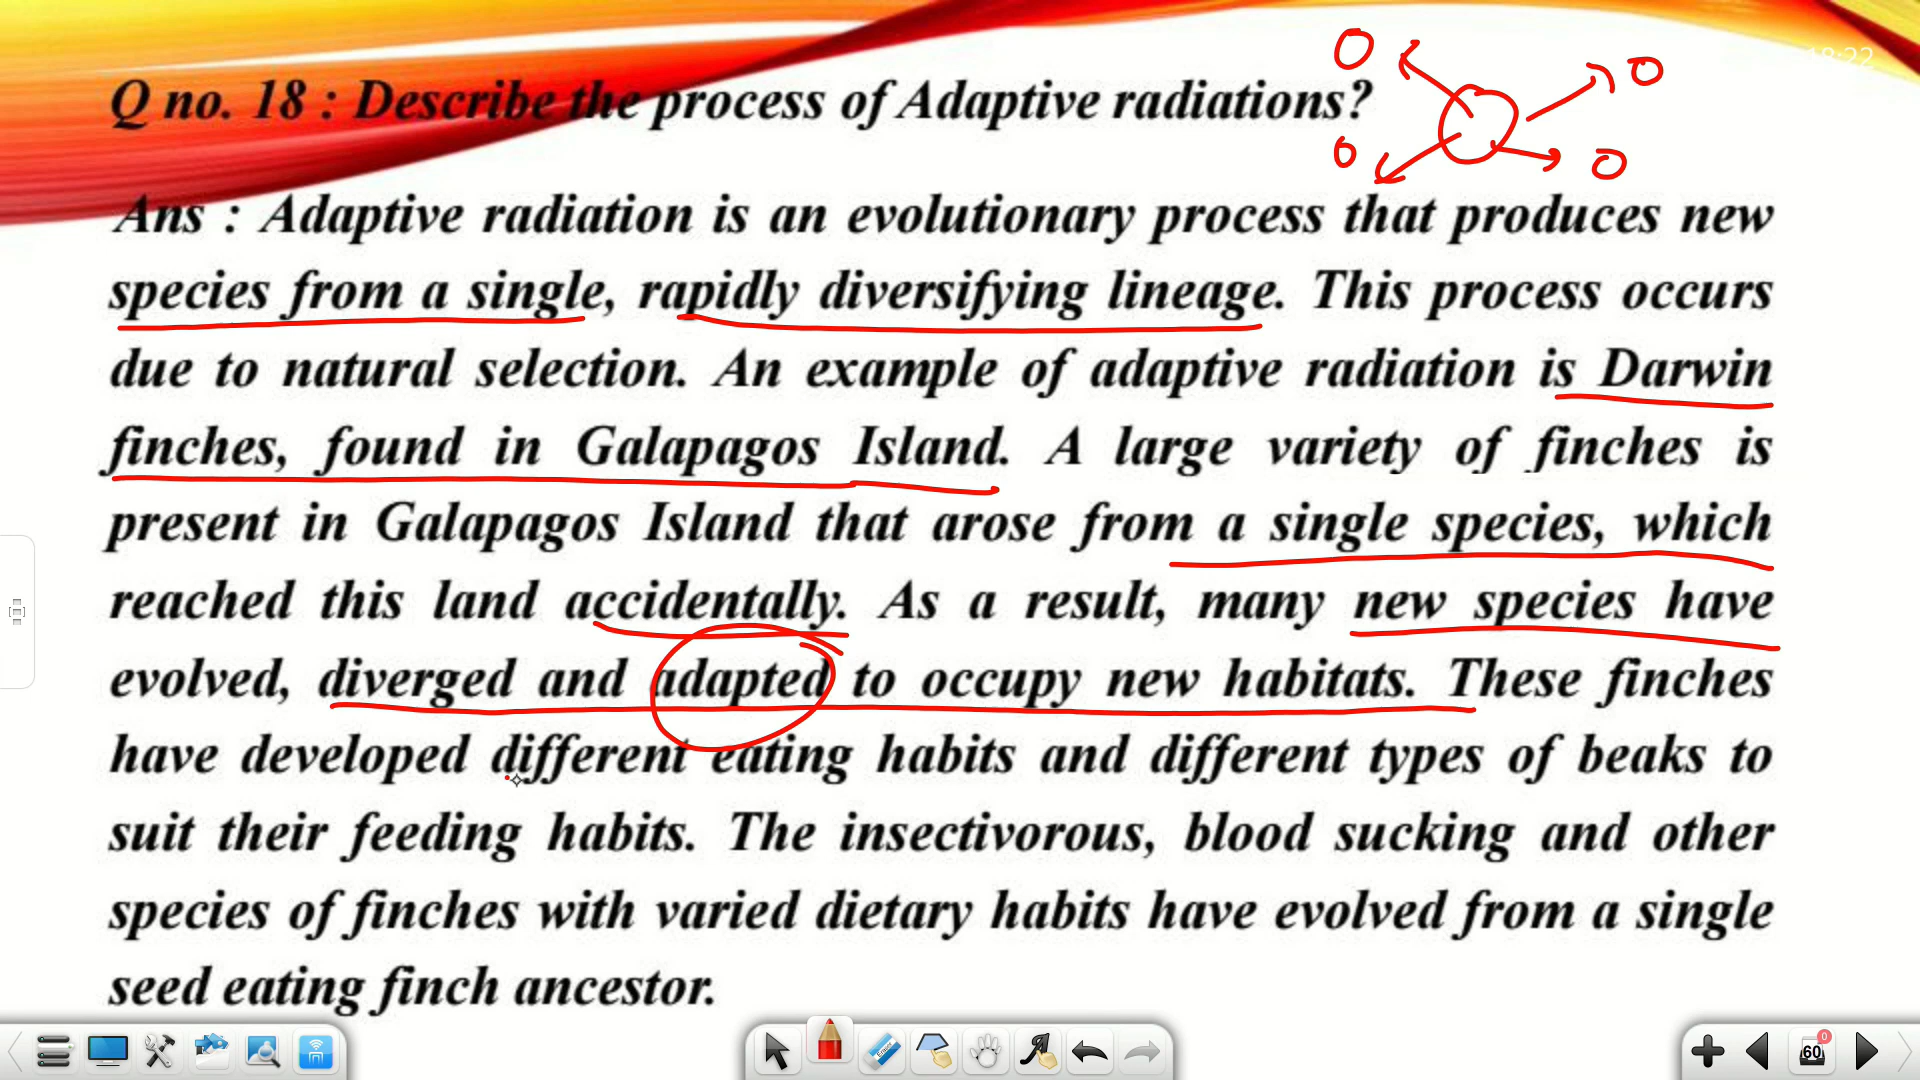 18:22
Q no. 18 : Describe the process of Adaptive radiations?
Ans : Adaptive radiation is an evolutionary process that produces new
species from a single, rapidly diversifying lineage. This process occurs
due to natural selection. An example of adaptive radiation is Darwin
finches, found in Galapagos Island. A large variety of finches is
present in Galapagos Island that arose from a single species, which
reached this land accidentally. As a result, many new species have
evolved, diverged and adapted to occupy new habitats. These finches
have developed different eating habits and different types of beaks to
suit their feeding habits. The insectivorous, blood sucking and other
species of finches with varied dietary habits have evolved from a single
seed eating finch ancestor.
60
0